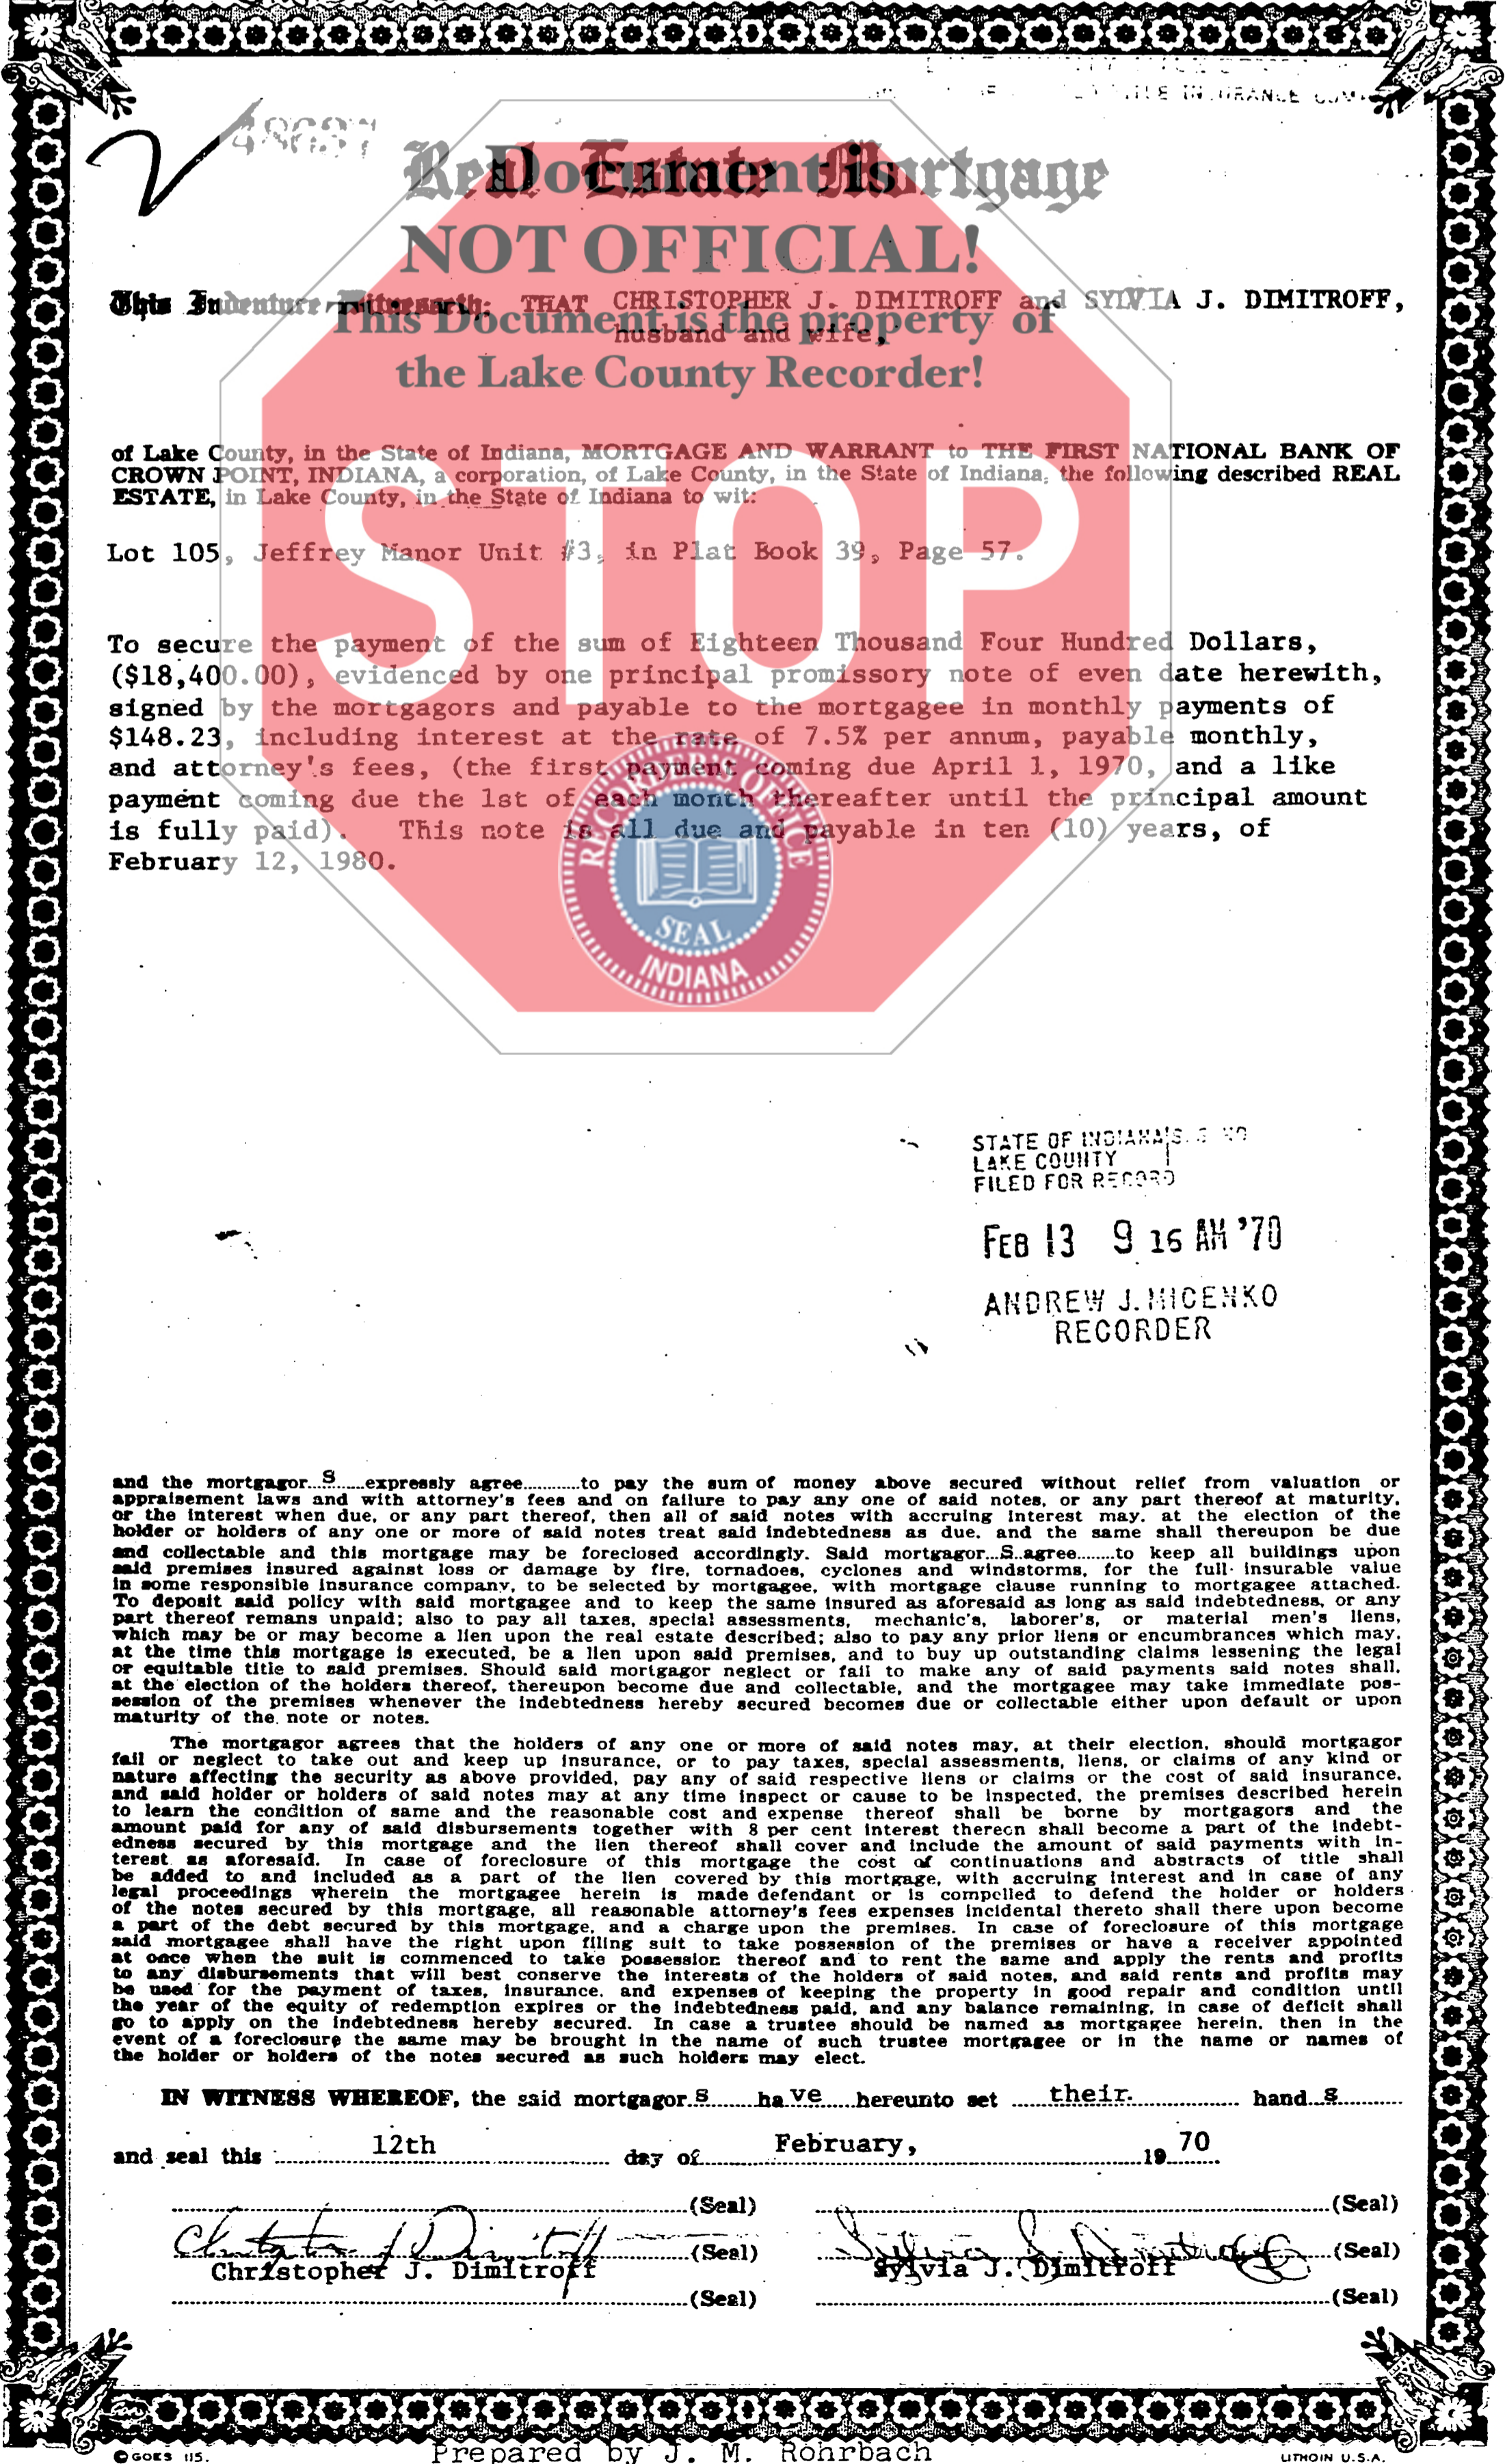 Real Estate Mortgage
Document is
NOT OFFICIAL!
This Document is the property of
the Lake County Recorder!
STOP
RECORDER'S OFFICE
SEAL
INDIANA
This Indenture Witnesseth: THAT CHRISTOPHER J. DIMITROFF and SYLVIA J. DIMITROFF,
husband and wife,
of Lake County, in the State of Indiana, MORTGAGE AND WARRANT to THE FIRST NATIONAL BANK OF
CROWN POINT, INDIANA, a corporation, of Lake County, in the State of Indiana, the following described REAL
ESTATE, in Lake County, in the State of Indiana to wit:
Lot 105, Jeffrey Manor Unit #3, in Plat Book 39, Page 57.
To secure the payment of the sum of Eighteen Thousand Four Hundred Dollars,
($18,400.00), evidenced by one principal promissory note of even date herewith,
signed by the mortgagors and payable to the mortgagee in monthly payments of
$148.23, including interest at the rate of 7.5% per annum, payable monthly,
and attorney's fees, (the first payment coming due April 1, 1970, and a like
payment coming due the 1st of each month thereafter until the principal amount
is fully paid). This note is all due and payable in ten (10) years, of
February 12, 1980.
STATE OF INDIANA S. S. NO
LAKE COUNTY
FILED FOR RECORD
FEB 13 9 16 AM '70
ANDREW J. MICENKO
RECORDER
and the mortgagor S expressly agree to pay the sum of money above secured without relief from valuation or
appraisement laws and with attorney's fees and on failure to pay any one of said notes, or any part thereof at maturity,
or the interest when due, or any part thereof, then all of said notes with accruing interest may, at the election of the
holder or holders of any one or more of said notes treat said indebtedness as due, and the same shall thereupon be due
and collectable and this mortgage may be foreclosed accordingly. Said mortgagor S agree to keep all buildings upon
said premises insured against loss or damage by fire, tornadoes, cyclones and windstorms, for the full insurable value
in some responsible insurance company, to be selected by mortgagee, with mortgage clause running to mortgagee attached.
To deposit said policy with said mortgagee and to keep the same insured as aforesaid as long as said indebtedness, or any
part thereof remans unpaid; also to pay all taxes, special assessments, mechanic's, laborer's, or material men's liens,
which may be or may become a lien upon the real estate described; also to pay any prior liens or encumbrances which may,
at the time this mortgage is executed, be a lien upon said premises, and to buy up outstanding claims lessening the legal
or equitable title to said premises. Should said mortgagor neglect or fail to make any of said payments said notes shall,
at the election of the holders thereof, thereupon become due and collectable, and the mortgagee may take immediate pos-
session of the premises whenever the indebtedness hereby secured becomes due or collectable either upon default or upon
maturity of the note or notes.
The mortgagor agrees that the holders of any one or more of said notes may, at their election, should mortgagor
fail or neglect to take out and keep up insurance, or to pay taxes, special assessments, liens, or claims of any kind or
nature affecting the security as above provided, pay any of said respective liens or claims or the cost of said insurance,
and said holder or holders of said notes may at any time inspect or cause to be inspected, the premises described herein
to learn the condition of same and the reasonable cost and expense thereof shall be borne by mortgagors and the
amount paid for any of said disbursements together with 8 per cent interest thereon shall become a part of the indebt-
edness secured by this mortgage and the lien thereof shall cover and include the amount of said payments with in-
terest as aforesaid. In case of foreclosure of this mortgage the cost of continuations and abstracts of title shall
be added to and included as a part of the lien covered by this mortgage, with accruing interest and in case of any
legal proceedings wherein the mortgagee herein is made defendant or is compelled to defend the holder or holders
of the notes secured by this mortgage, all reasonable attorney's fees expenses incidental thereto shall there upon become
a part of the debt secured by this mortgage, and a charge upon the premises. In case of foreclosure of this mortgage
said mortgagee shall have the right upon filing suit to take possession of the premises or have a receiver appointed
at once when the suit is commenced to take possession thereof and to rent the same and apply the rents and profits
to any disbursements that will best conserve the interests of the holders of said notes, and said rents and profits may
be used for the payment of taxes, insurance, and expenses of keeping the property in good repair and condition until
the year of the equity of redemption expires or the indebtedness paid, and any balance remaining, in case of deficit shall
go to apply on the indebtedness hereby secured. In case a trustee should be named as mortgagee herein, then in the
event of a foreclosure the same may be brought in the name of such trustee mortgagee or in the name or names of
the holder or holders of the notes secured as such holders may elect.
IN WITNESS WHEREOF, the said mortgagor s have hereunto set their hand s
and seal this 12th day of February, 19 70
(Seal) (Seal)
Christopher J Dimitroff (Seal) Sylvia J. Dimitroff (Seal)
Christopher J. Dimitroff Sylvia J. Dimitroff
(Seal) (Seal)
© GOES 115.
Prepared by J. M. Rohrbach
LITHO IN U.S.A.